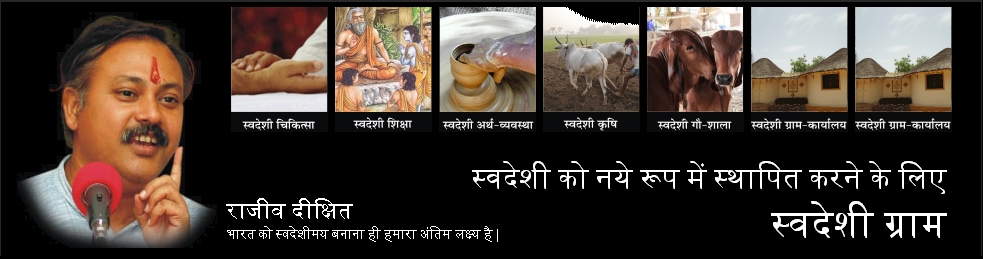 स्वदेशी चिकित्सा
स्वदेशी शिक्षा
स्वदेशी अर्थ-व्यवस्था
स्वदेशी कृषि
स्वदेशी गौ-शाला
स्वदेशी ग्राम-कार्यालय
स्वदेशी ग्राम-कार्यालय
स्वदेशी को नये रूप में स्थापित करने के लिए
स्वदेशी ग्राम
राजीव दीक्षित
भारत को स्वदेशीमय बनाना ही हमारा अंतिम लक्ष्य है |